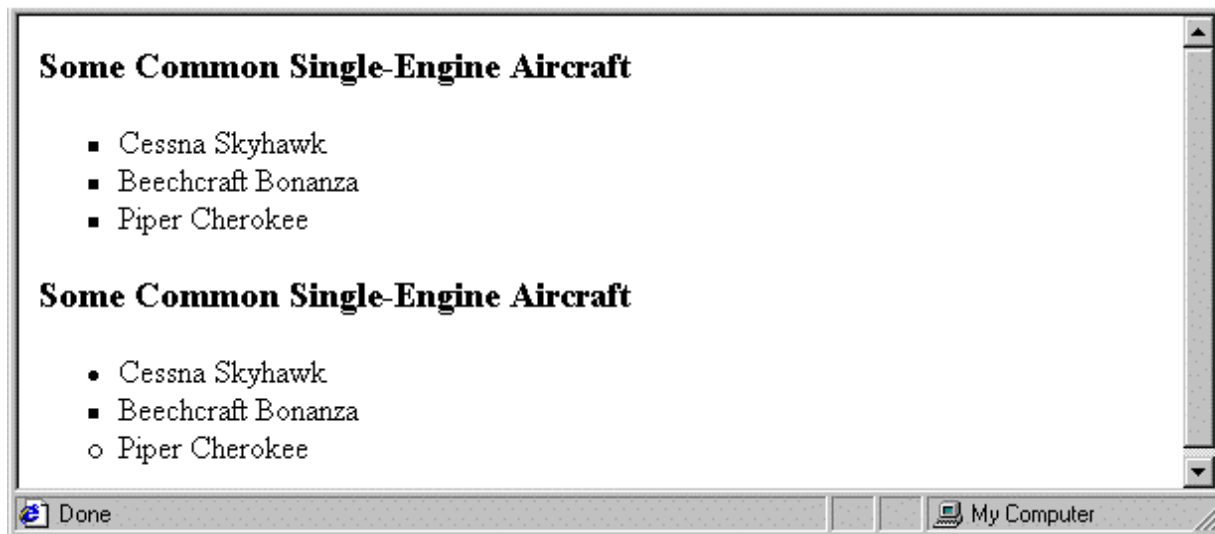 Some Common Single-Engine Aircraft
Cessna Skyhawk
Beechcraft Bonanza
Piper Cherokee
Some Common Single-Engine Aircraft
Cessna Skyhawk
Beechcraft Bonanza
Piper Cherokee
Done
My Computer